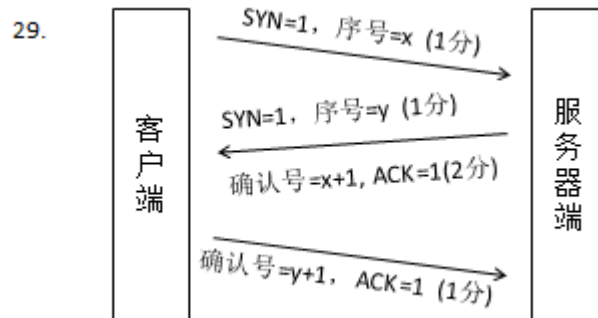 29.
SYN=1，序号=x (1分)
客户端
服务器端
SYN=1，序号=y (1分)
确认号=x+1, ACK=1(2分)
确认号=y+1， ACK=1 (1分)